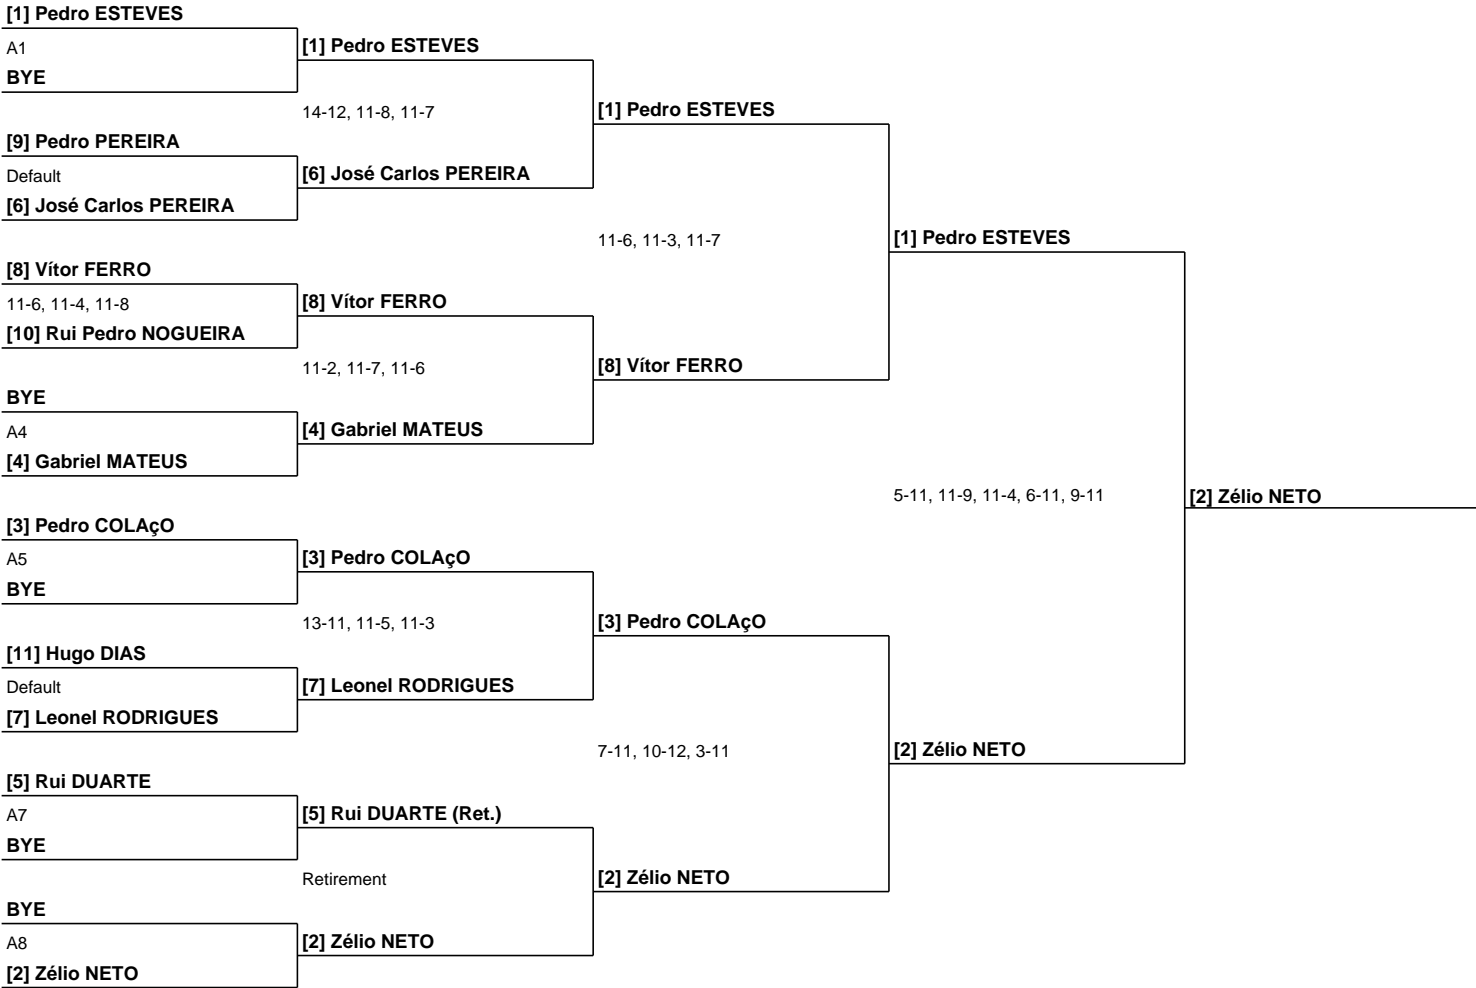 [1] Pedro ESTEVES
A1
BYE
[9] Pedro PEREIRA
Default
[6] José Carlos PEREIRA
[8] Vítor FERRO
11-6, 11-4, 11-8
[10] Rui Pedro NOGUEIRA
BYE
A4
[4] Gabriel MATEUS
[3] Pedro COLAçO
A5
BYE
[11] Hugo DIAS
Default
[7] Leonel RODRIGUES
[5] Rui DUARTE
A7
BYE
BYE
A8
[2] Zélio NETO
[1] Pedro ESTEVES
14-12, 11-8, 11-7
[6] José Carlos PEREIRA
[8] Vítor FERRO
11-2, 11-7, 11-6
[4] Gabriel MATEUS
[3] Pedro COLAçO
13-11, 11-5, 11-3
[7] Leonel RODRIGUES
[5] Rui DUARTE (Ret.)
Retirement
[2] Zélio NETO
[1] Pedro ESTEVES
11-6, 11-3, 11-7
[8] Vítor FERRO
[3] Pedro COLAçO
7-11, 10-12, 3-11
[2] Zélio NETO
[1] Pedro ESTEVES
5-11, 11-9, 11-4, 6-11, 9-11
[2] Zélio NETO
[2] Zélio NETO